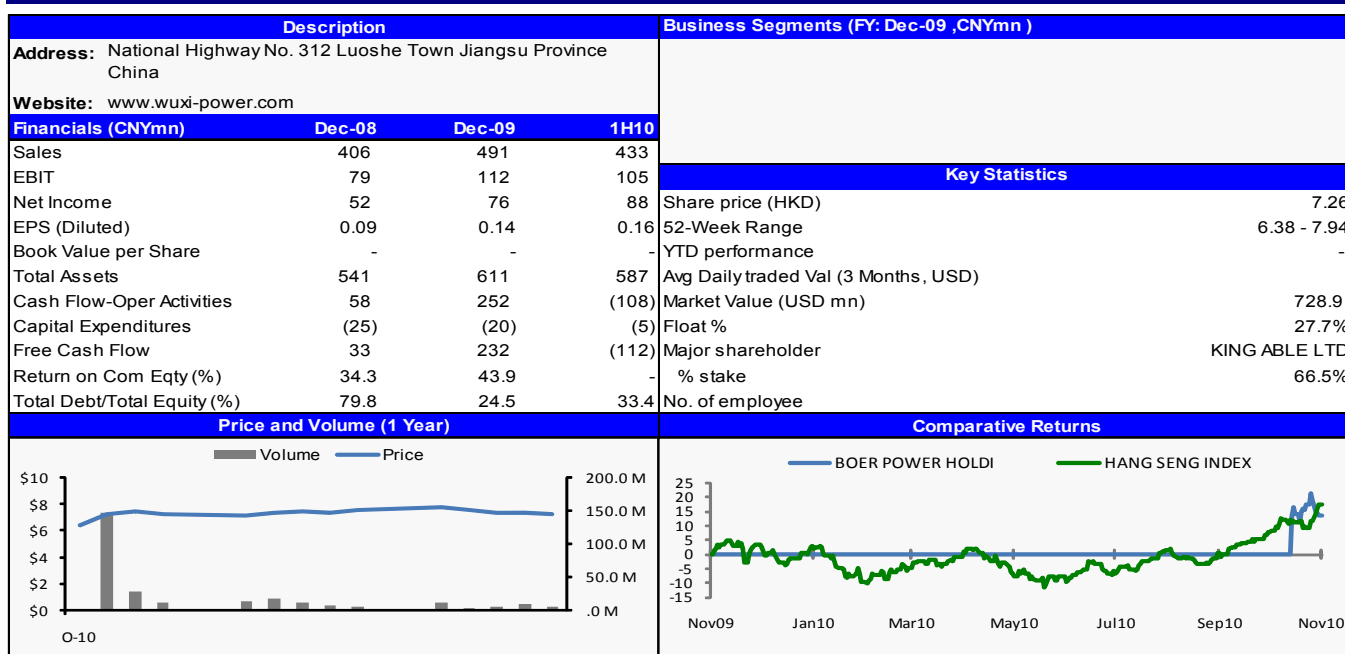 Description
Address: National Highway No. 312 Luoshe Town Jiangsu Province
China
Website: www.wuxi-power.com
Financials (CNYmn) Dec-08 Dec-09 1H10
Sales 406 491 433
EBIT 79 112 105
Net Income 52 76 88
EPS (Diluted) 0.09 0.14 0.16
Book Value per Share - - -
Total Assets 541 611 587
Cash Flow-Oper Activities 58 252 (108)
Capital Expenditures (25) (20) (5)
Free Cash Flow 33 232 (112)
Return on Com Eqty (%) 34.3 43.9 -
Total Debt/Total Equity (%) 79.8 24.5 33.4
Business Segments (FY: Dec-09 ,CNYmn )
Key Statistics
Share price (HKD) 7.26
52-Week Range 6.38 - 7.94
YTD performance -
Avg Daily traded Val (3 Months, USD)
Market Value (USD mn) 728.9
Float % 27.7%
Major shareholder KING ABLE LTD
% stake 66.5%
No. of employee
Price and Volume (1 Year)
Volume Price
$10 200.0 M
$8 150.0 M
$6
$4 100.0 M
$2 50.0 M
$0 .0 M
O-10
Comparative Returns
BOER POWER HOLDI HANG SENG INDEX
25
20
15
10
5
0
-5
-10
-15
Nov09 Jan10 Mar10 May10 Jul10 Sep10 Nov10